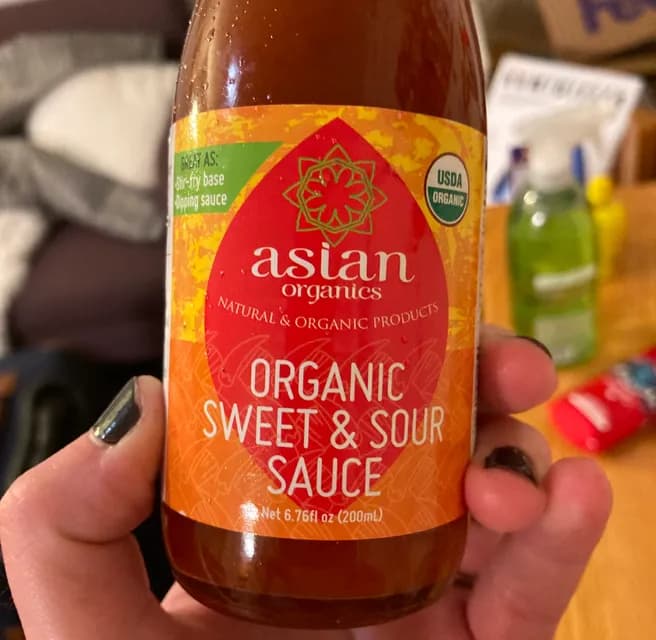 GREAT AS:
Stir-fry base
Dipping sauce
USDA
ORGANIC
asian
organics
NATURAL & ORGANIC PRODUCTS
ORGANIC
SWEET & SOUR
SAUCE
Net 6.76fl oz (200mL)
Fe